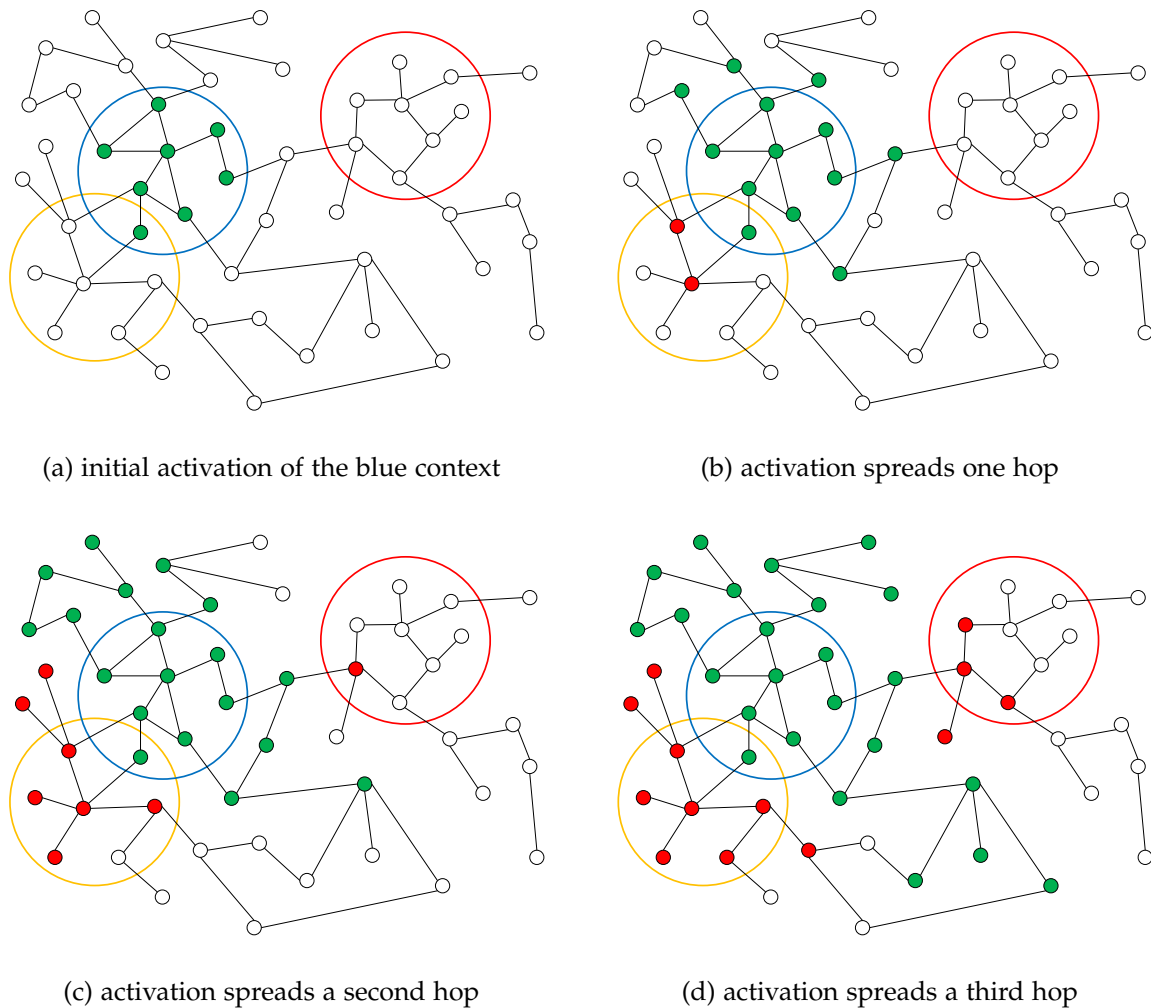 (a) initial activation of the blue context
(b) activation spreads one hop
(c) activation spreads a second hop
(d) activation spreads a third hop